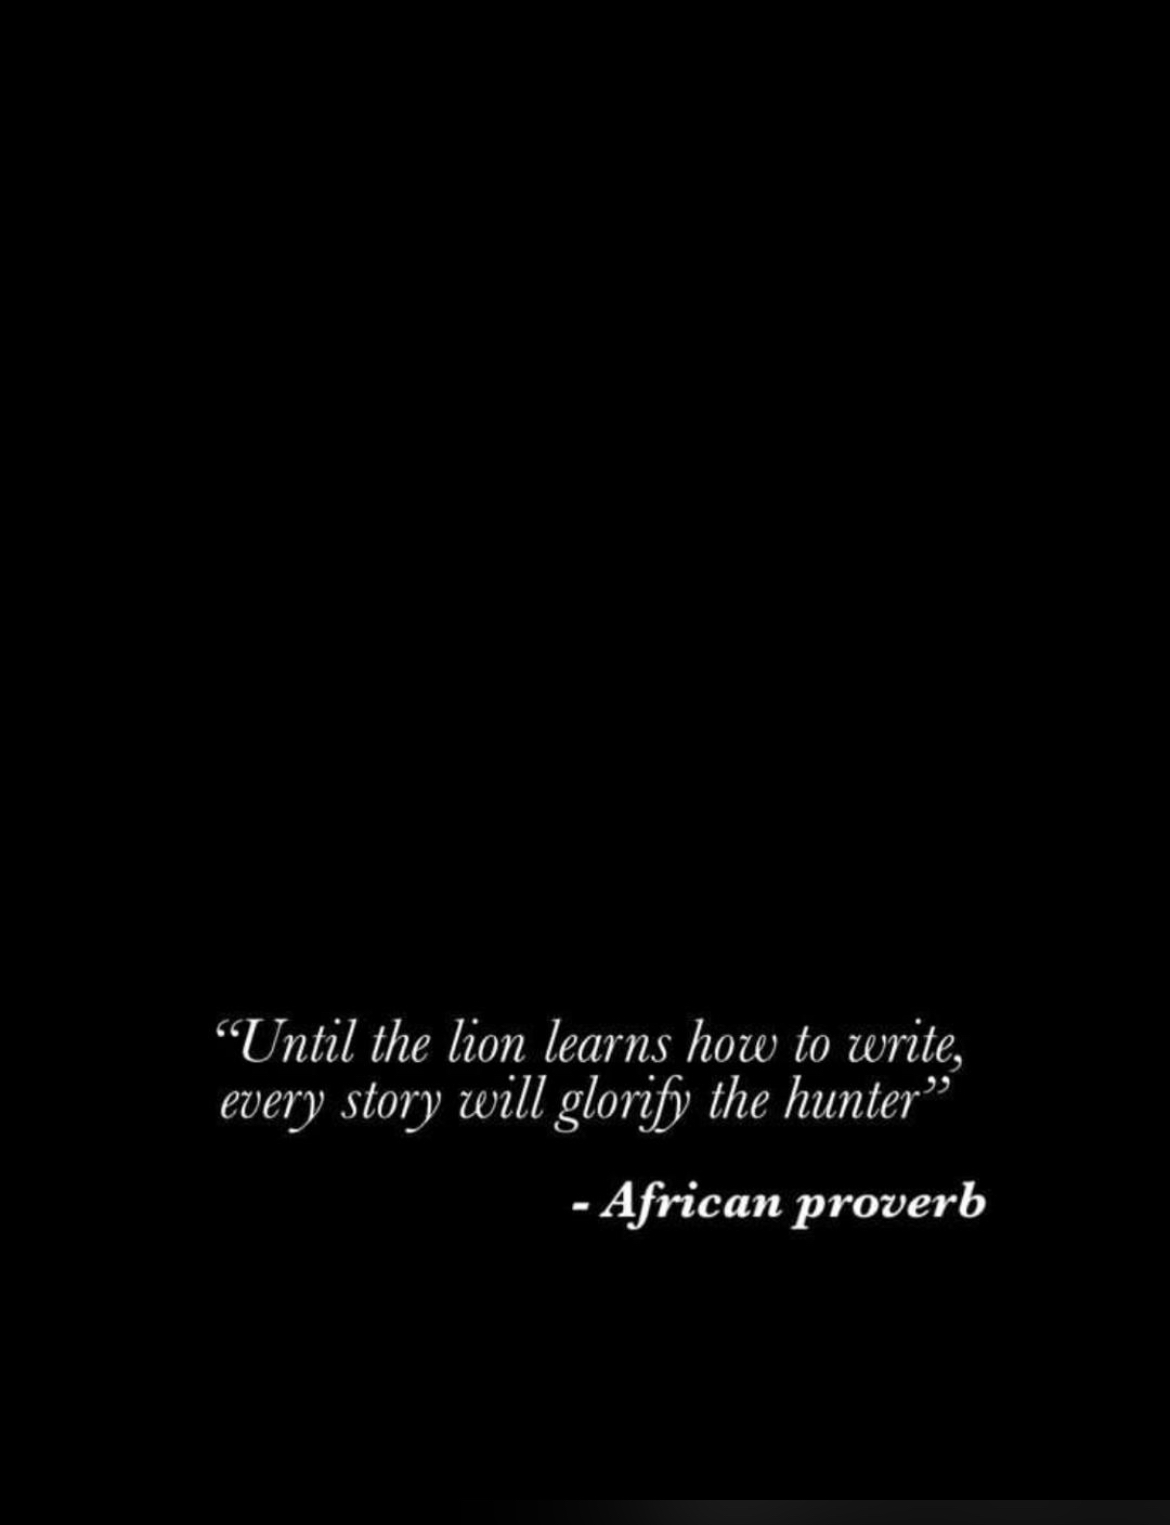 “Until the lion learns how to write,
every story will glorify the hunter”
- African proverb